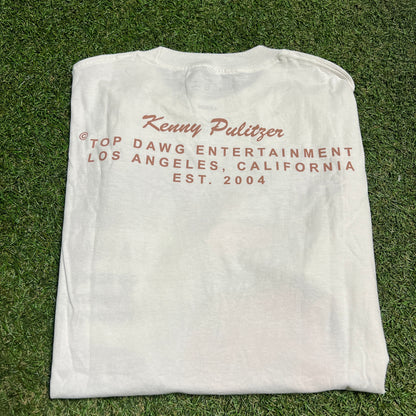 Kenny Pulitzer
©TOP DAWG ENTERTAINMENT
LOS ANGELES, CALIFORNIA
EST. 2004